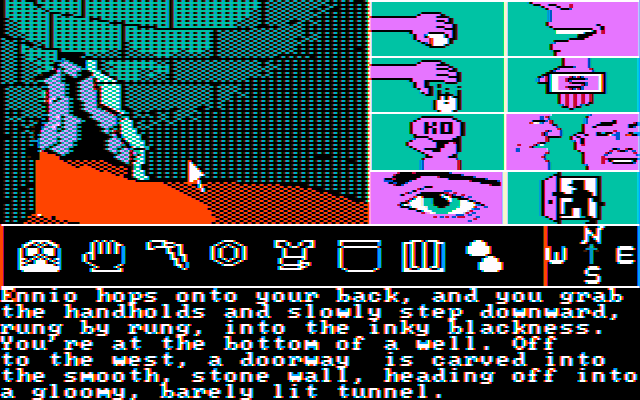 S
KO
N
W E
S
Ennio hops onto your back, and you grab
the handholds and slowly step downward,
rung by rung, into the inky blackness.
You're at the bottom of a well. Off
to the west, a doorway  is carved into
the smooth, stone wall, heading off into
a gloomy, barely lit tunnel.